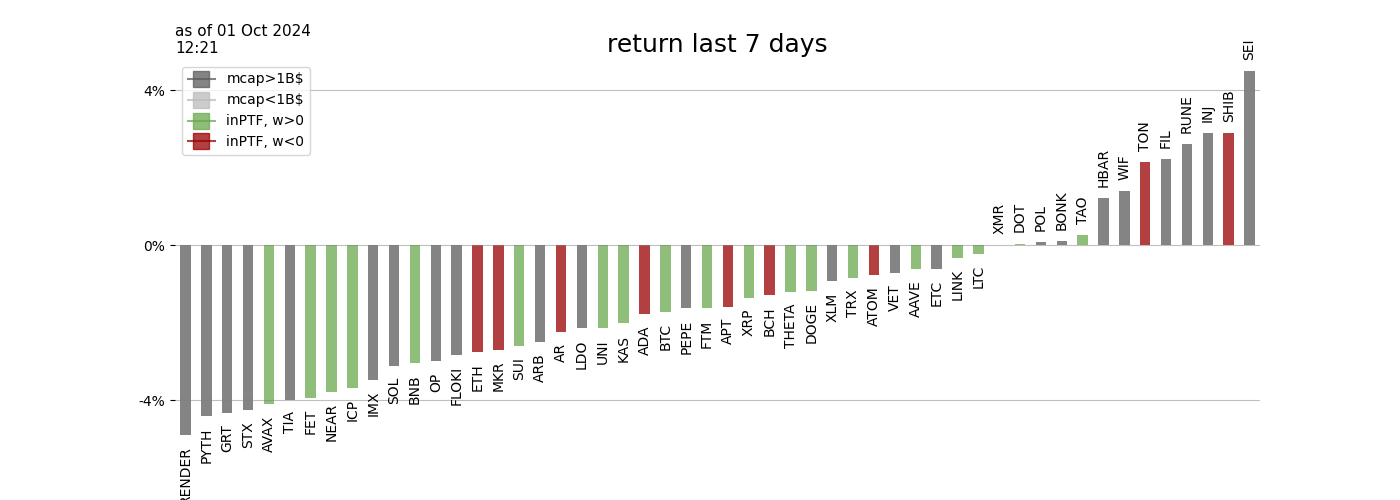 as of 01 Oct 2024
12:21
return last 7 days
mcap>1B$
mcap<1B$
inPTF, w>0
inPTF, w<0
4%
0%
-4%
RENDER
PYTH
GRT
STX
AVAX
TIA
FET
NEAR
ICP
IMX
SOL
BNB
OP
FLOKI
ETH
MKR
SUI
ARB
AR
LDO
UNI
KAS
ADA
BTC
PEPE
FTM
APT
XRP
BCH
THETA
DOGE
XLM
TRX
ATOM
VET
AAVE
ETC
LINK
LTC
XMR
DOT
POL
BONK
TAO
HBAR
WIF
TON
FIL
RUNE
INJ
SHIB
SEI